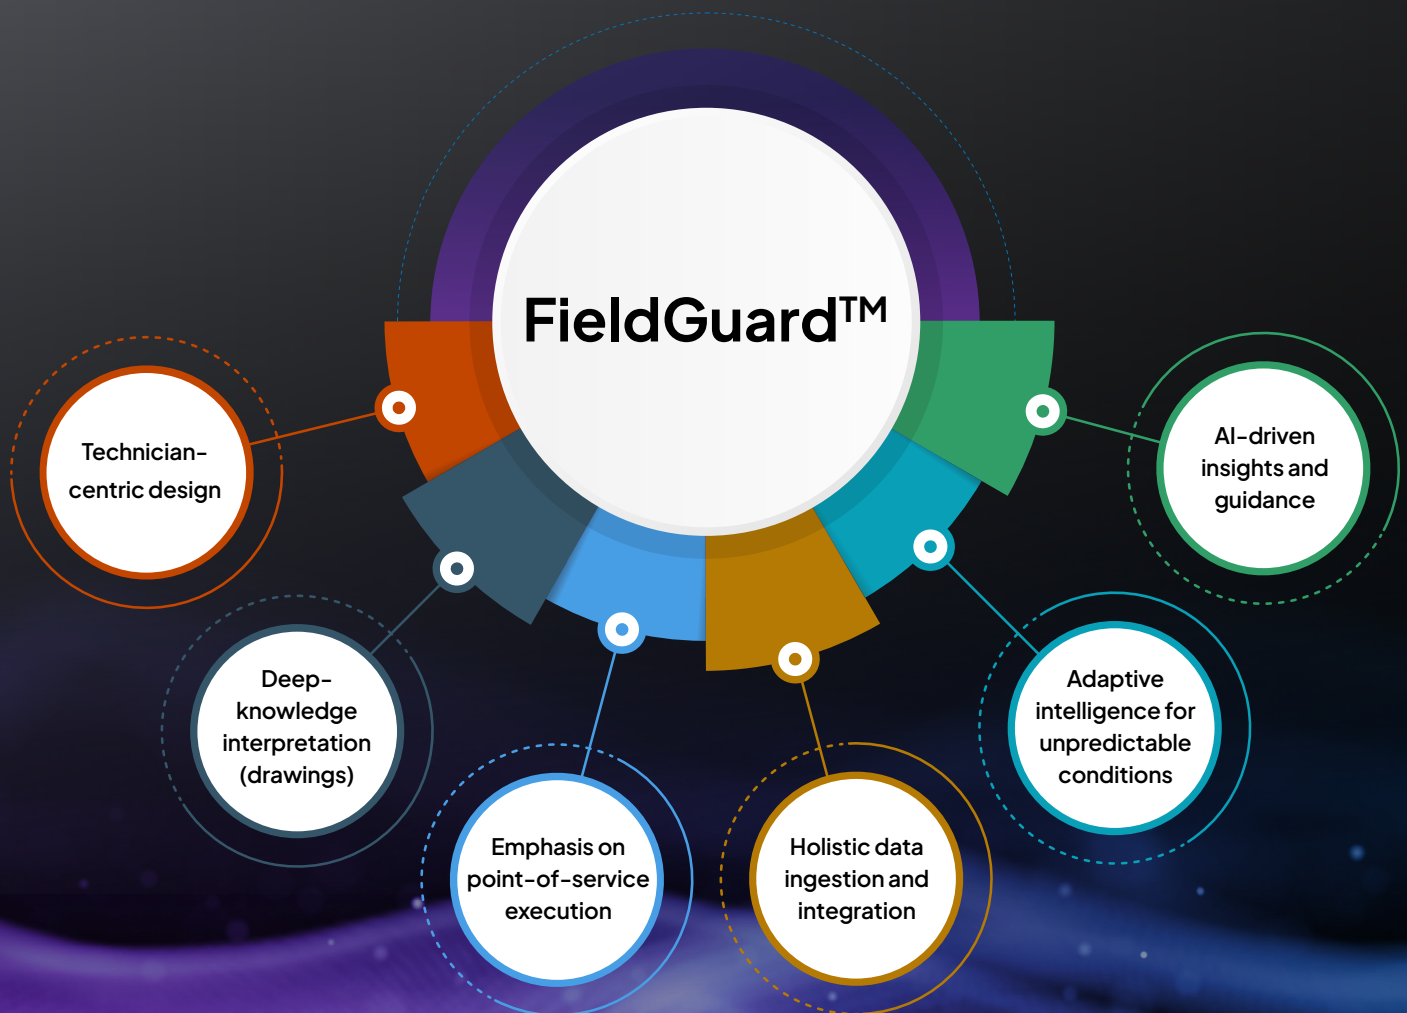 FieldGuard™
Technician-
centric design
Deep-
knowledge
interpretation
(drawings)
Emphasis on
point-of-service
execution
Holistic data
ingestion and
integration
Adaptive
intelligence for
unpredictable
conditions
AI-driven
insights and
guidance